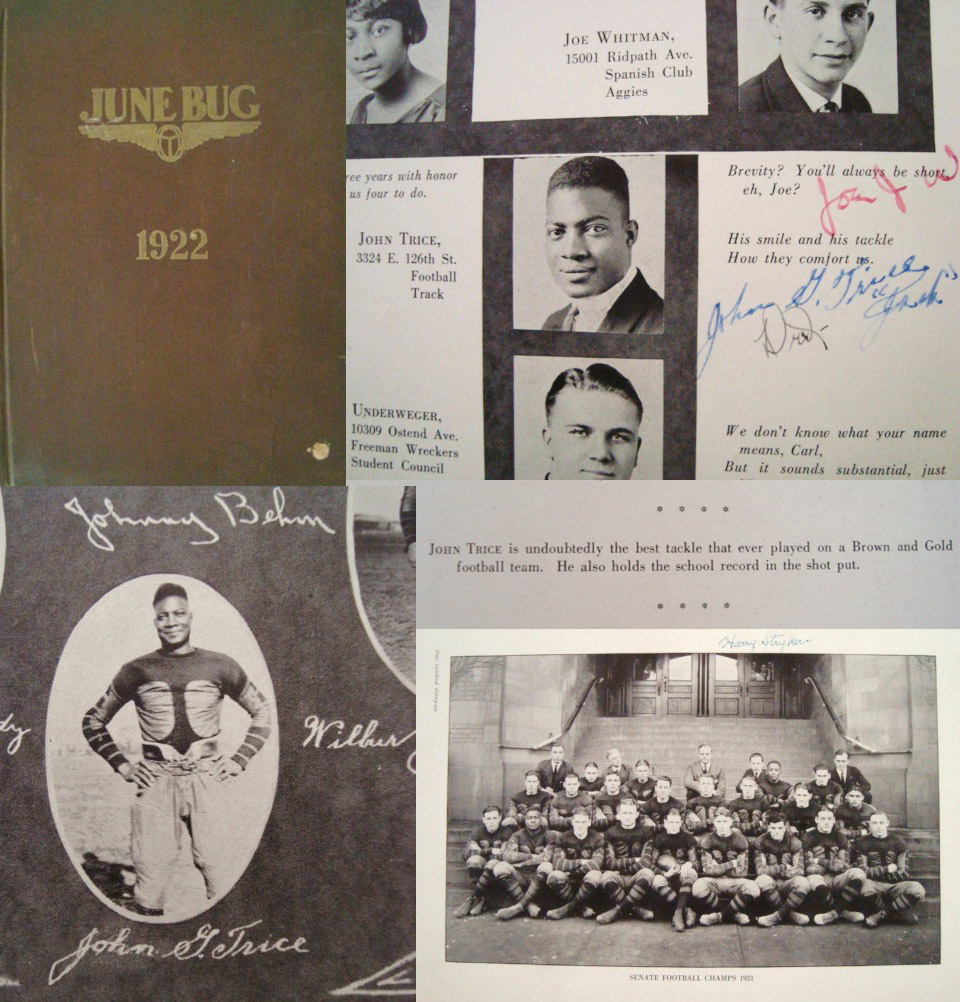 JUNE BUG
1922
JOE WHITMAN,
15001 Ridpath Ave.
Spanish Club
Aggies
Brevity? You'll always be short,
eh, Joe?
ree years with honor
us four to do.
JOHN TRICE,
3324 E. 126th St.
Football
Track
His smile and his tackle
How they comfort us.
John G. Trice
"Jack"
UNDERWEGER,
10309 Ostend Ave.
Freeman Wreckers
Student Council
We don't know what your name
means, Carl,
But it sounds substantial, just
Johnny Behm
dy
Wilbur
John G. Trice
* * * *
JOHN TRICE is undoubtedly the best tackle that ever played on a Brown and Gold
football team. He also holds the school record in the shot put.
* * * *
Harry Stryker
SENATE FOOTBALL CHAMPS 1921